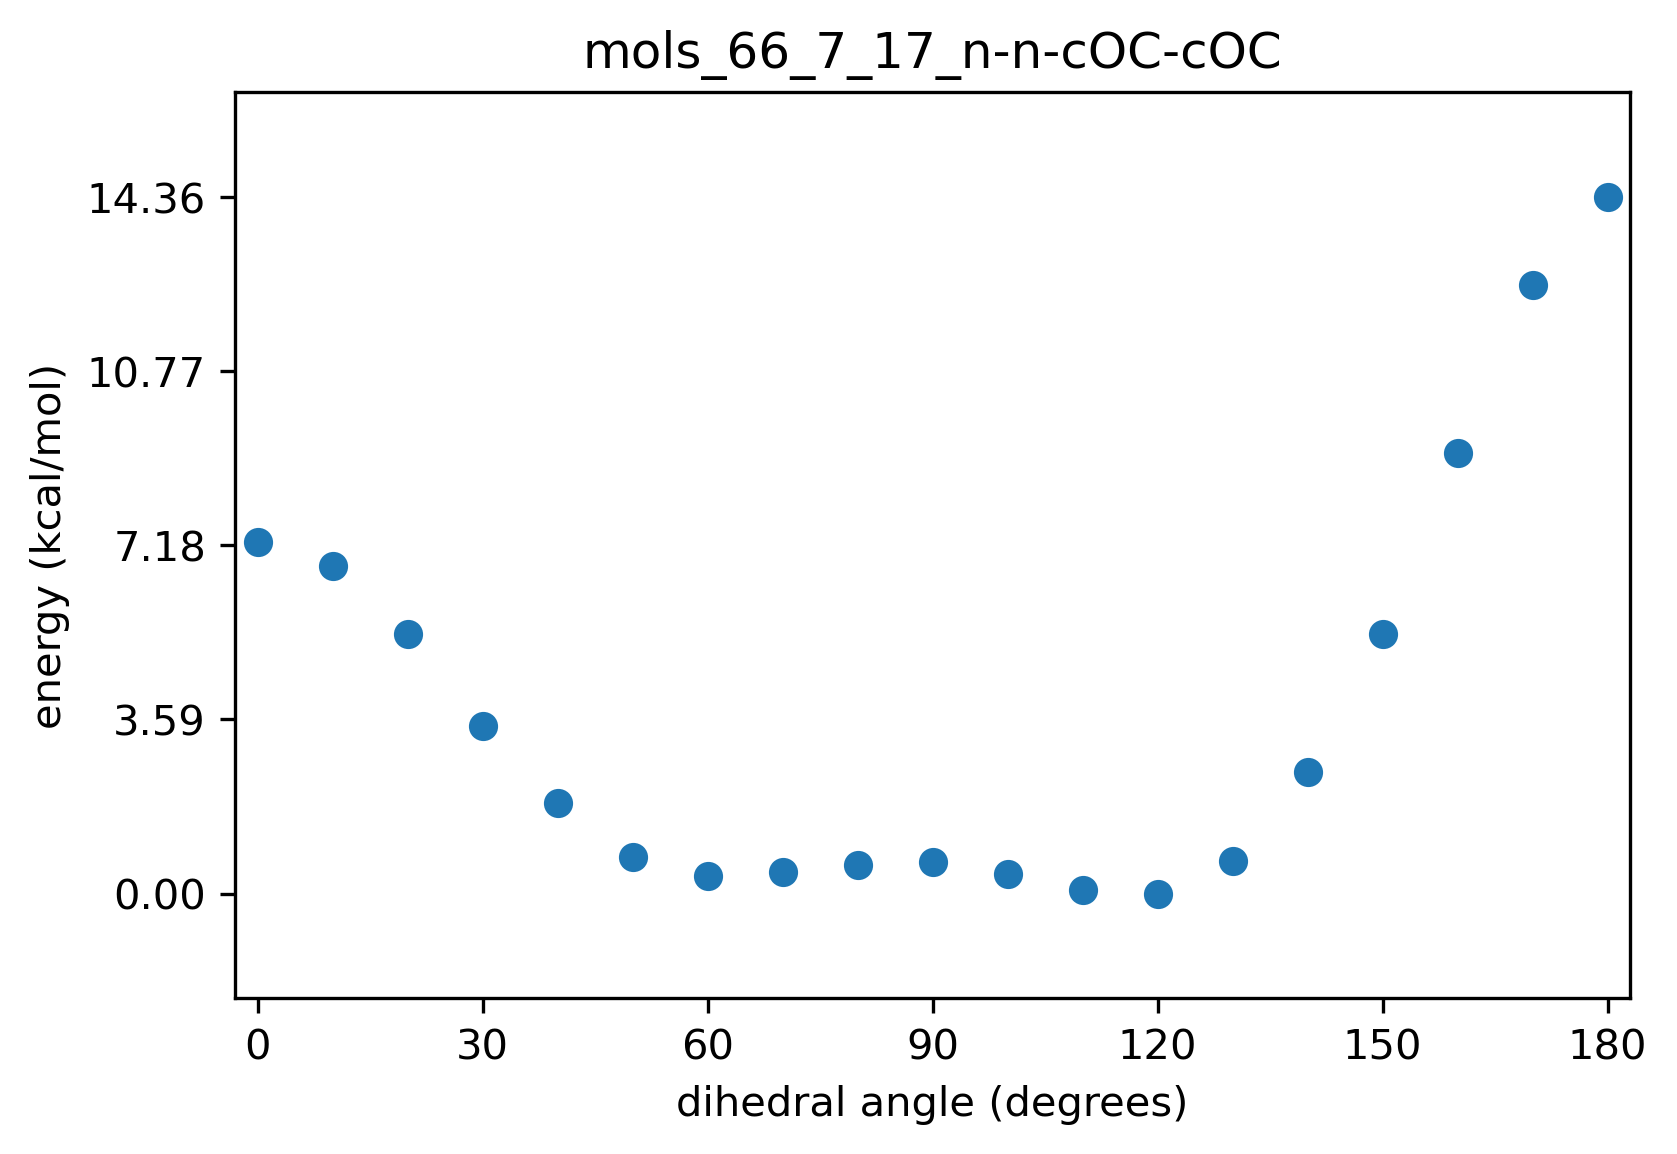 mols_66_7_17_n-n-cOC-cOC
energy (kcal/mol)
14.36
10.77
7.18
3.59
0.00
0 30 60 90 120 150 180
dihedral angle (degrees)